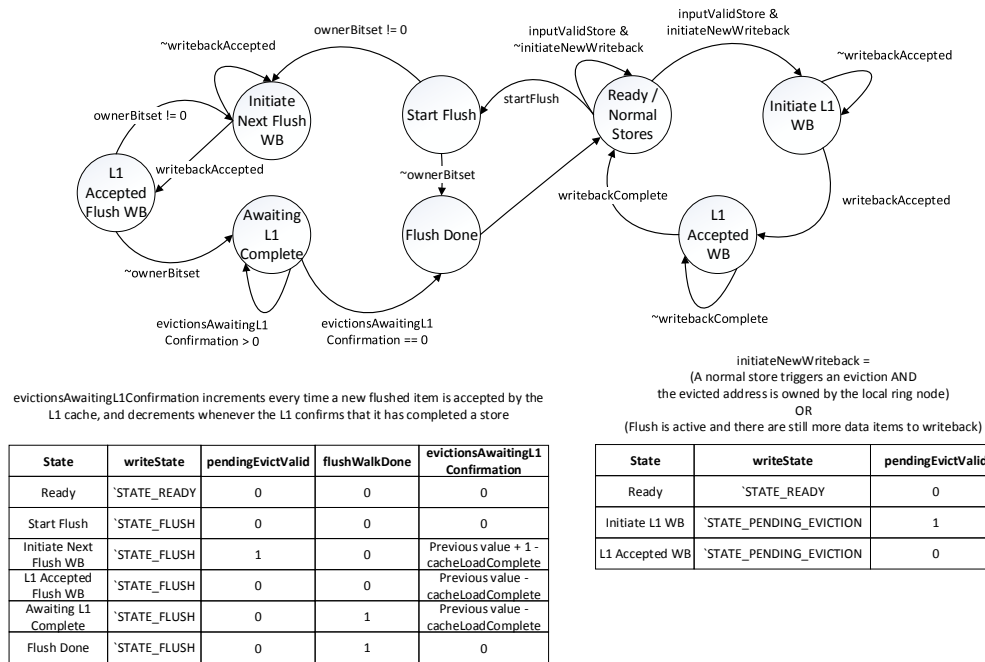 inputValidStore &
initiateNewWriteback
ownerBitset != 0
inputValidStore &
~initiateNewWriteback
~writebackAccepted
~writebackAccepted
Initiate
Next Flush
WB
Start Flush
startFlush
Ready /
Normal
Stores
Initiate L1
WB
ownerBitset != 0
writebackAccepted
L1
Accepted
Flush WB
~ownerBitset
writebackComplete
writebackAccepted
Awaiting
L1
Complete
Flush Done
L1
Accepted
WB
~ownerBitset
evictionsAwaitingL1
Confirmation > 0
evictionsAwaitingL1
Confirmation == 0
~writebackComplete
initiateNewWriteback =
(A normal store triggers an eviction AND
the evicted address is owned by the local ring node)
OR
(Flush is active and there are still more data items to writeback)
evictionsAwaitingL1Confirmation increments every time a new flushed item is accepted by the
L1 cache, and decrements whenever the L1 confirms that it has completed a store
State writeState pendingEvictValid flushWalkDone evictionsAwaitingL1
Confirmation
Ready `STATE_READY 0 0 0
Start Flush `STATE_FLUSH 0 0 0
Initiate Next
Flush WB `STATE_FLUSH 1 0 Previous value + 1 -
cacheLoadComplete
L1 Accepted
Flush WB `STATE_FLUSH 0 0 Previous value -
cacheLoadComplete
Awaiting L1
Complete `STATE_FLUSH 0 1 Previous value -
cacheLoadComplete
Flush Done `STATE_FLUSH 0 1 0
State writeState pendingEvictValid
Ready `STATE_READY 0
Initiate L1 WB `STATE_PENDING_EVICTION 1
L1 Accepted WB `STATE_PENDING_EVICTION 0